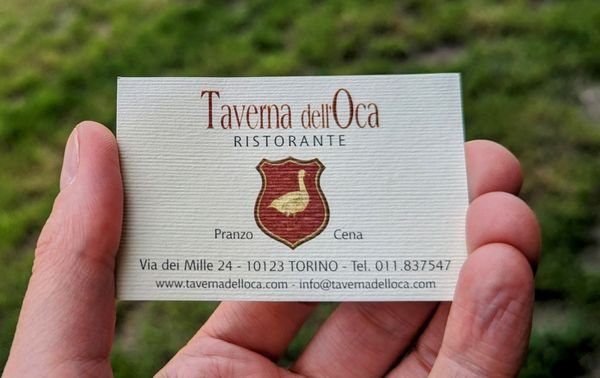 Taverna dell'Oca
RISTORANTE
Pranzo Cena
Via dei Mille 24 - 10123 TORINO - Tel. 011.837547
www.tavernadelloca.com - info@tavernadelloca.com